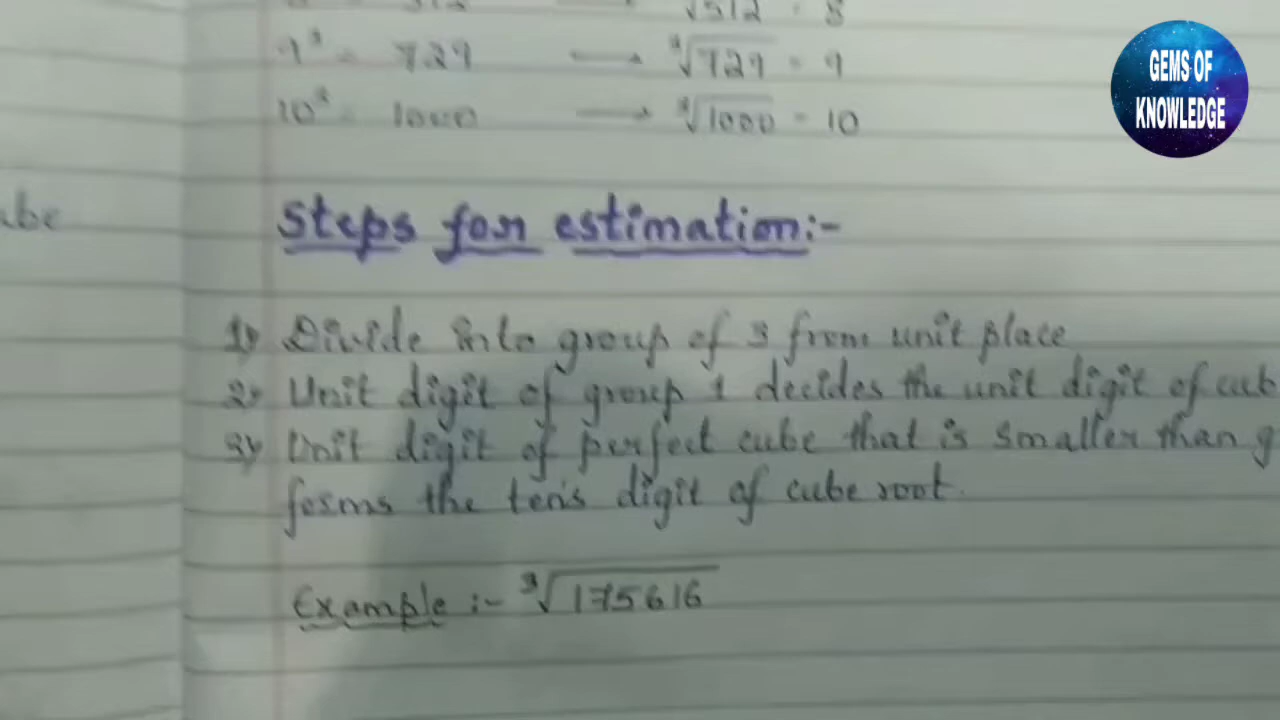 ∛512 = 8
9³ = 729 → ∛729 = 9
10³ = 1000 → ∛1000 = 10
GEMS OF
KNOWLEDGE
Steps for estimation:-
1) Divide into group of 3 from unit place
2) Unit digit of group 1 decides the unit digit of cub
3) Unit digit of perfect cube that is smaller than g
forms the ten's digit of cube root.
Example :- ∛175616